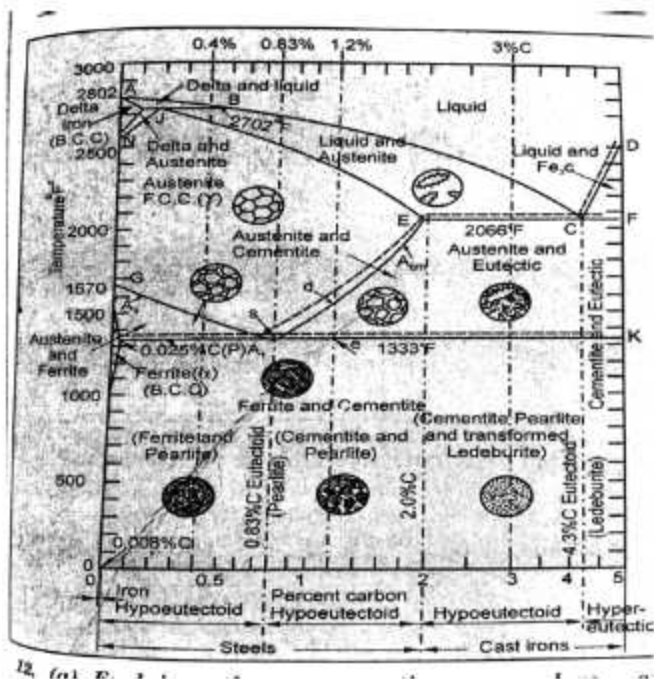 0.4% 0.83% 1.2% 3%C
3000
2802
A
Delta and liquid
B
Delta
iron
(B.C.C)
J
2702°F
N
2500
Liquid
Delta and
Austenite
Liquid and
Austenite
Liquid and
Fe3C
D
Austenite
F.C.C.(γ)
Temperature°F
2000
E
C
F
2066°F
Austenite and
Cementite
Austenite and
Eutectic
Acm
1670
G
d
1500
s
Austenite
and
Ferrite
0.025%C(P)A1
e
1333°F
K
Ferrite(α)
(B.C.C)
1000
Ferrite and Cementite
(Ferrite and
Pearlite)
(Cementite and
Pearlite)
(Cementite Pearlite
and transformed
Ledeburite)
500
0.83%C Eutectoid
(Pearlite)
2.0%C
4.3%C Eutectoid
(Ledeburite)
Cementite and Eutectic
0.008%C
0
0 0.5 1 2 3 4 5
Iron
Percent carbon
Hypoeutectoid Hypoeutectoid Hypoeutectoid Hyper-
eutectic
Steels Cast irons
12. (a)